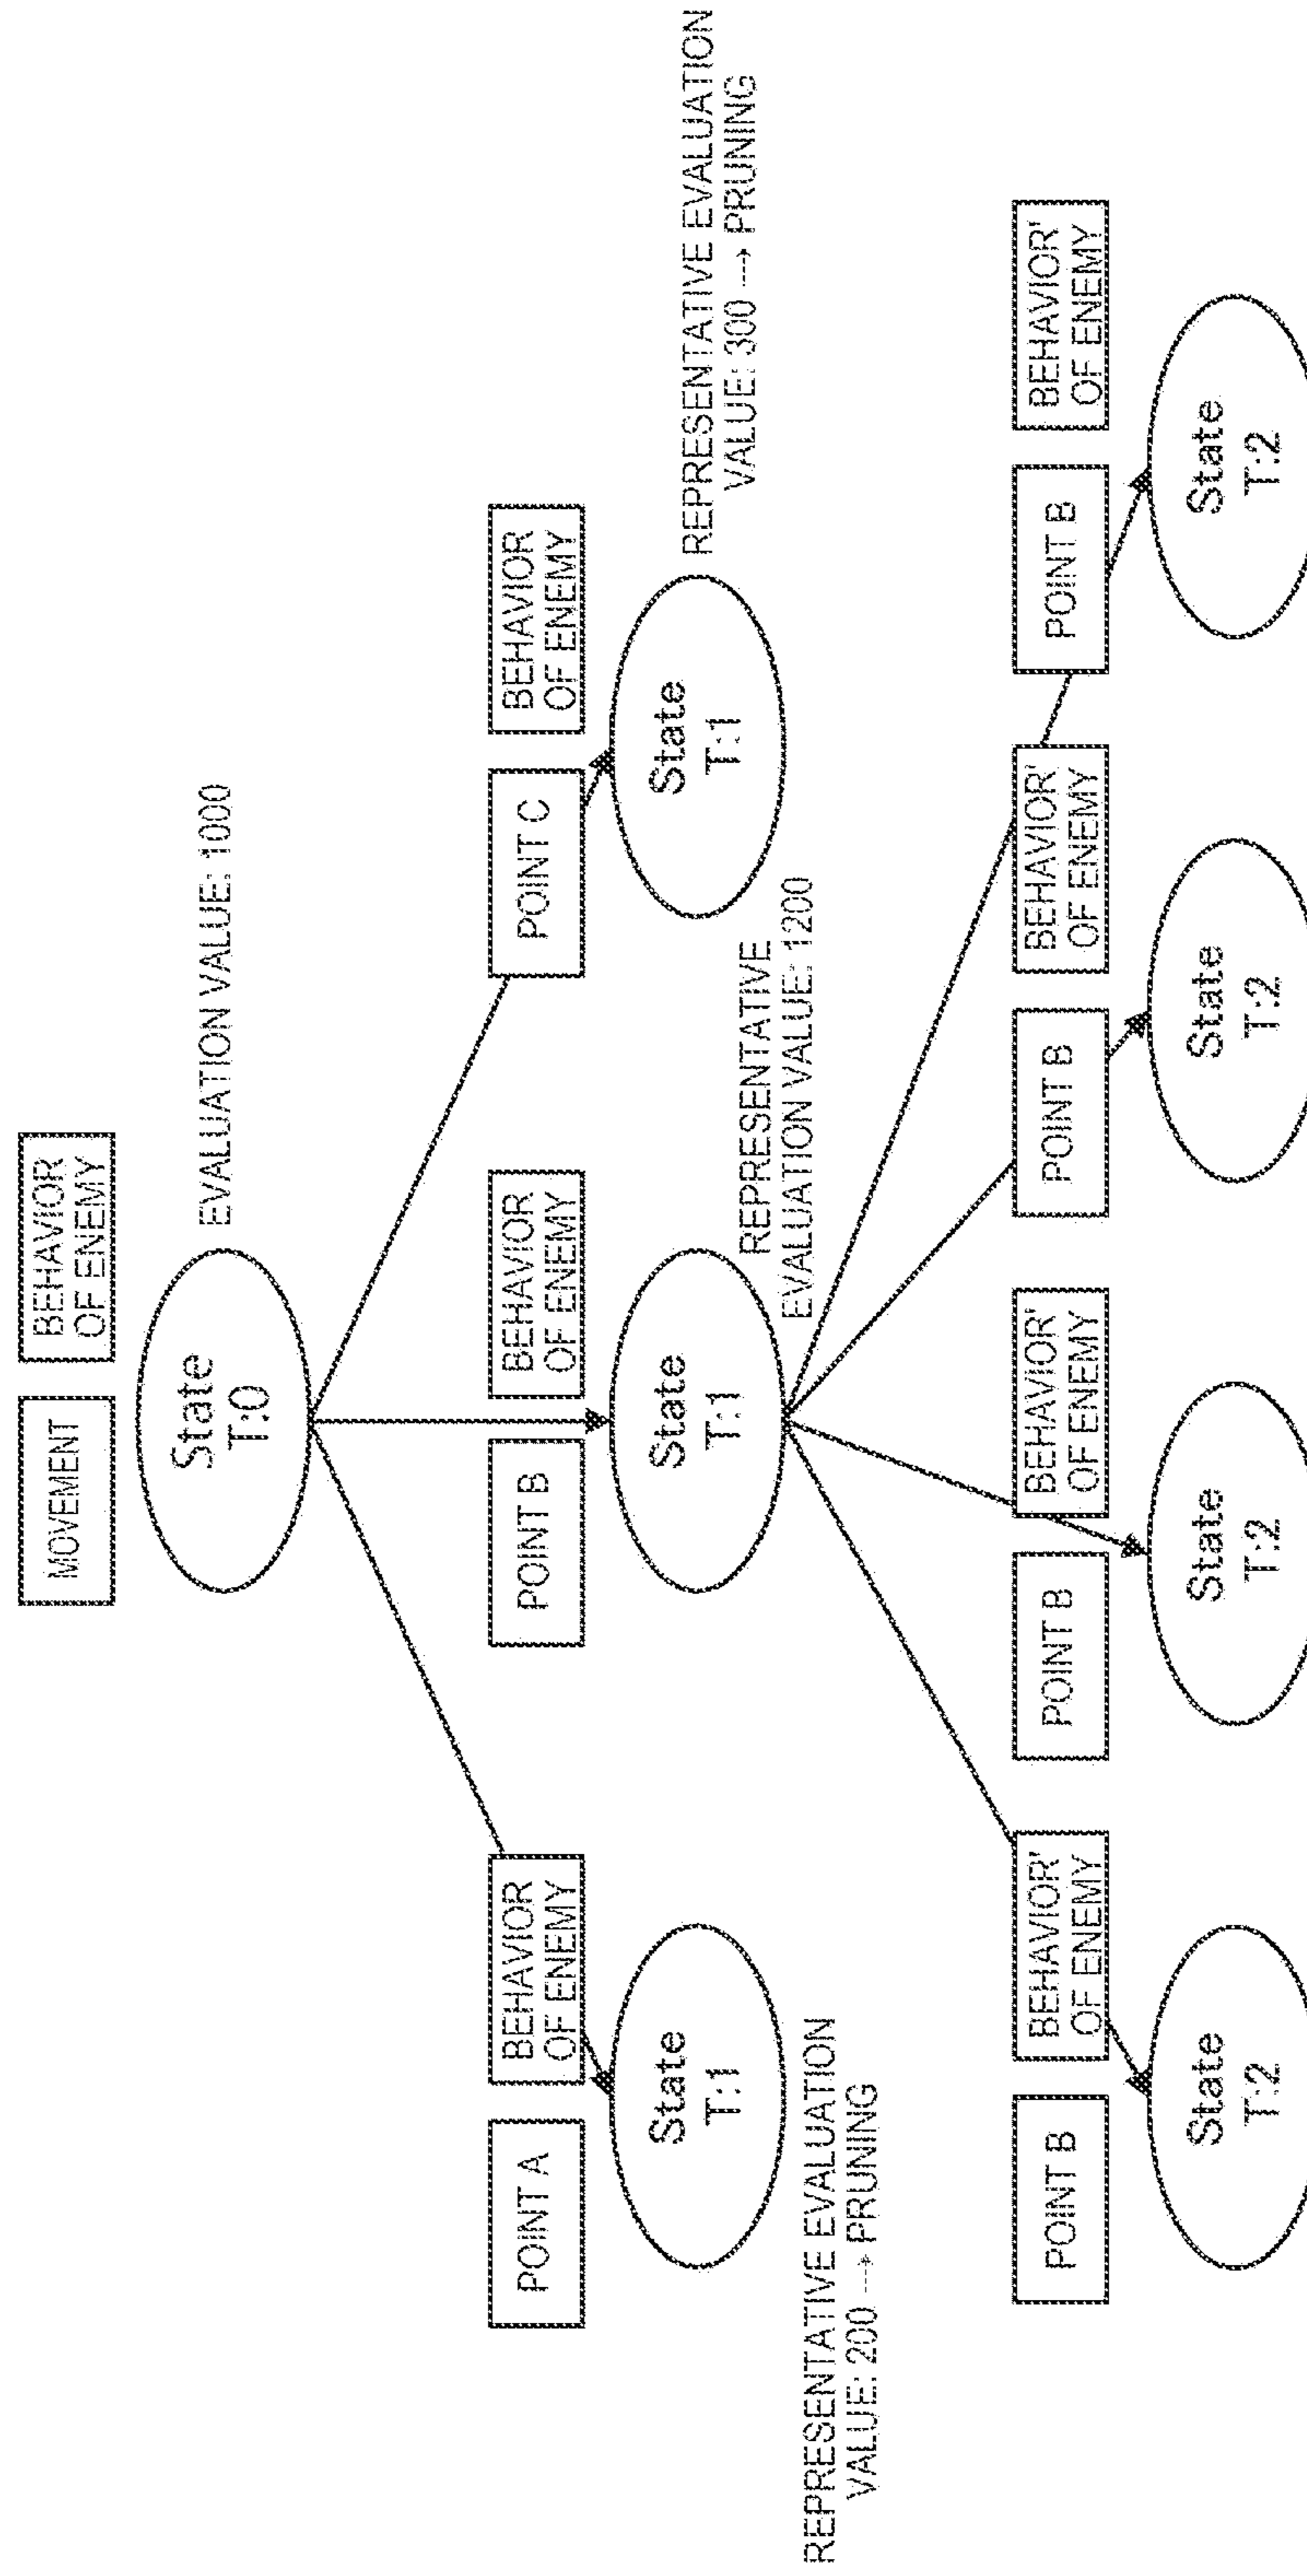 MOVEMENT
BEHAVIOR
OF ENEMY
State
T:0
EVALUATION VALUE: 1000
POINT A
BEHAVIOR
OF ENEMY
POINT B
BEHAVIOR
OF ENEMY
POINT C
BEHAVIOR
OF ENEMY
State
T:1
State
T:1
State
T:1
REPRESENTATIVE EVALUATION
VALUE: 200 → PRUNING
REPRESENTATIVE
EVALUATION VALUE: 1200
REPRESENTATIVE EVALUATION
VALUE: 300 → PRUNING
POINT B
BEHAVIOR'
OF ENEMY
POINT B
BEHAVIOR'
OF ENEMY
POINT B
BEHAVIOR'
OF ENEMY
POINT B
BEHAVIOR'
OF ENEMY
State
T:2
State
T:2
State
T:2
State
T:2